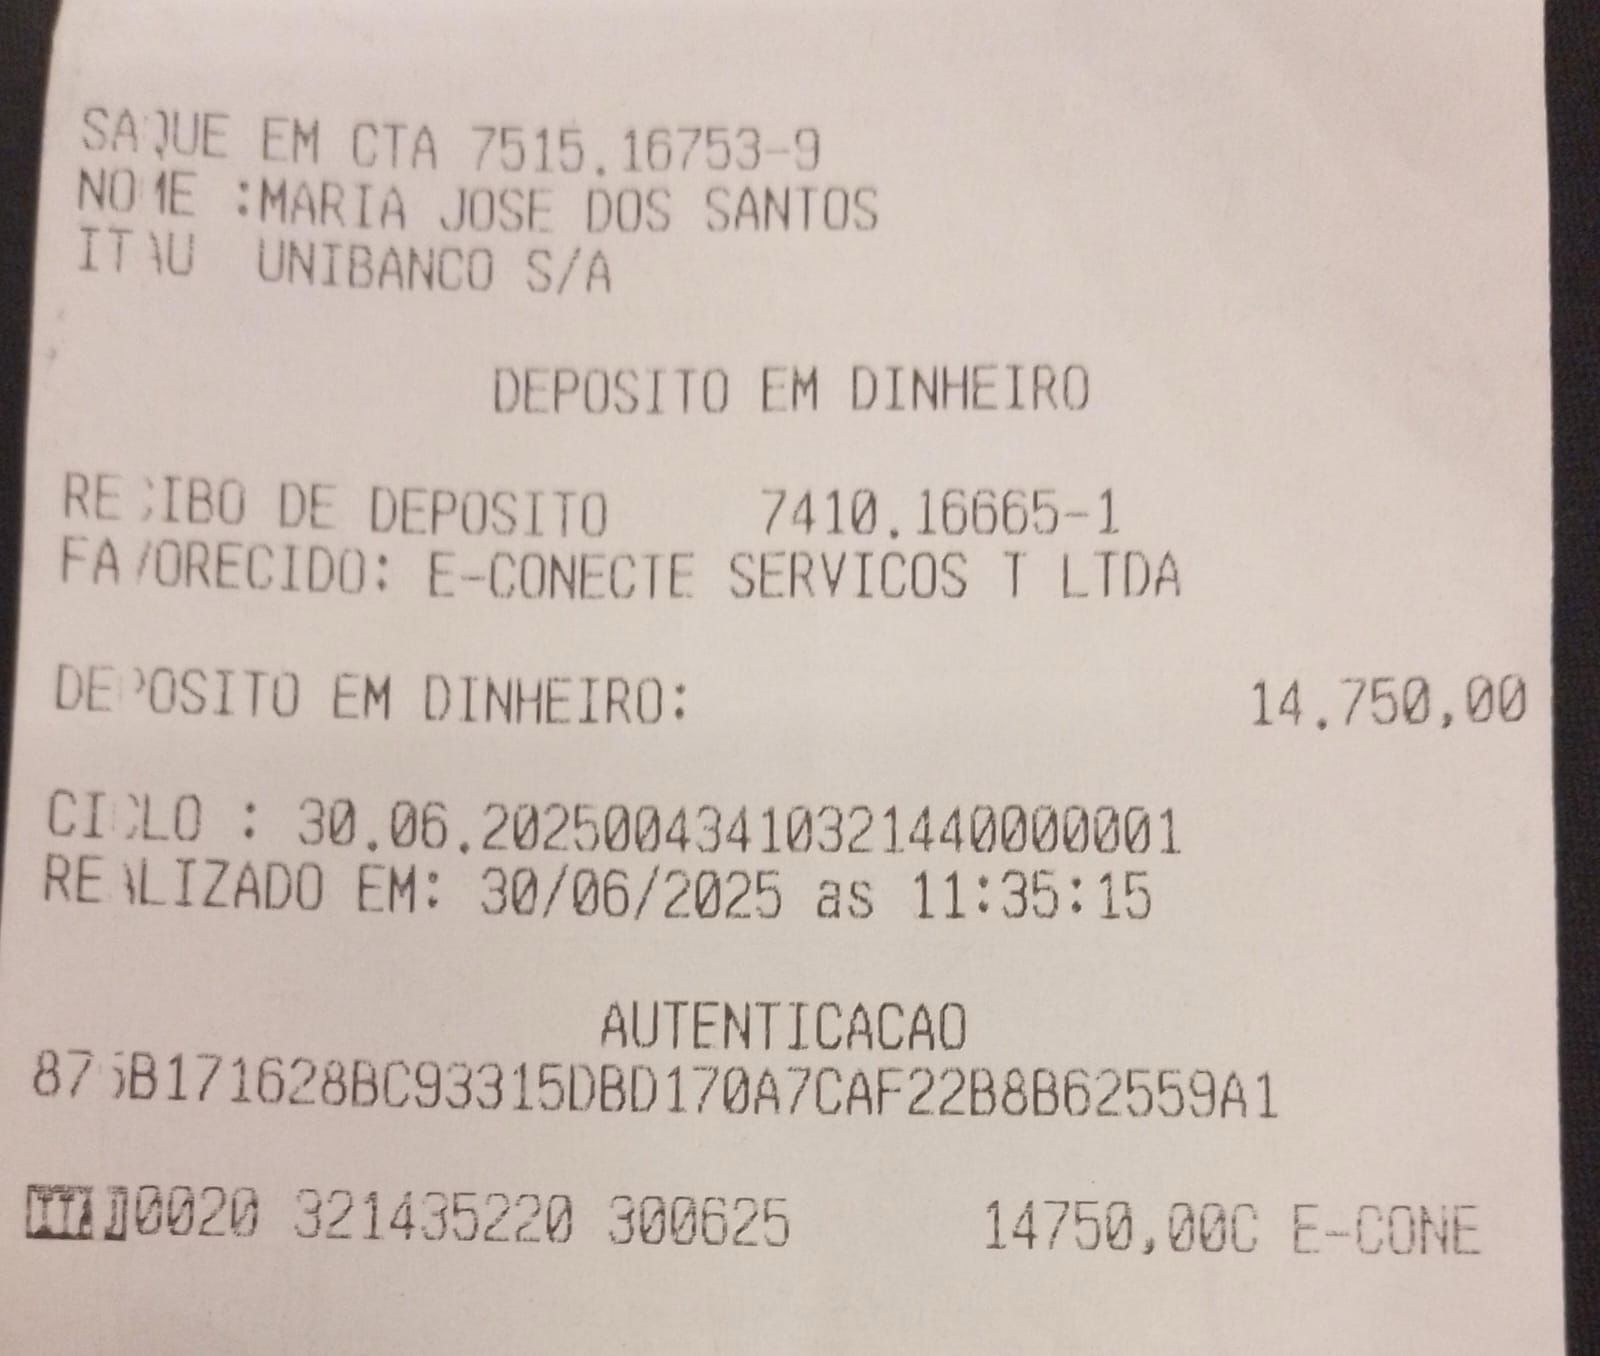 SAQUE EM CTA 7515.16753-9
NOME :MARIA JOSE DOS SANTOS
ITAU UNIBANCO S/A
DEPOSITO EM DINHEIRO
RECIBO DE DEPOSITO 7410.16665-1
FAVORECIDO: E-CONECTE SERVICOS T LTDA
DEPOSITO EM DINHEIRO: 14.750,00
CICLO : 30.06.2025004341032144000001
REALIZADO EM: 30/06/2025 as 11:35:15
AUTENTICACAO
14750,00C E-CONE
0020 321435220 300625